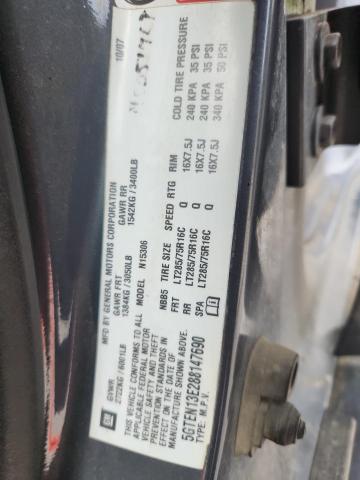 GM
MFD BY GENERAL MOTORS CORPORATION
10/07
GVWR
2722KG / 6001LB
GAWR FRT
1384KG / 3050LB
GAWR RR
1542KG / 3400LB
THIS VEHICLE CONFORMS TO ALL
APPLICABLE FEDERAL MOTOR
VEHICLE SAFETY AND THEFT
PREVENTION STANDARDS IN
EFFECT ON THE DATE OF
MANUFACTURE SHOWN ABOVE.
5GTEN13E288147690
TYPE: M.P.V.
MODEL N15306
NBB5 TIRE SIZE SPEED RTG RIM COLD TIRE PRESSURE
FRT LT285/75R16C Q 16X7.5J 240 KPA 35 PSI
RR LT285/75R16C Q 16X7.5J 240 KPA 35 PSI
SPA LT285/75R16C Q 16X7.5J 340 KPA 50 PSI